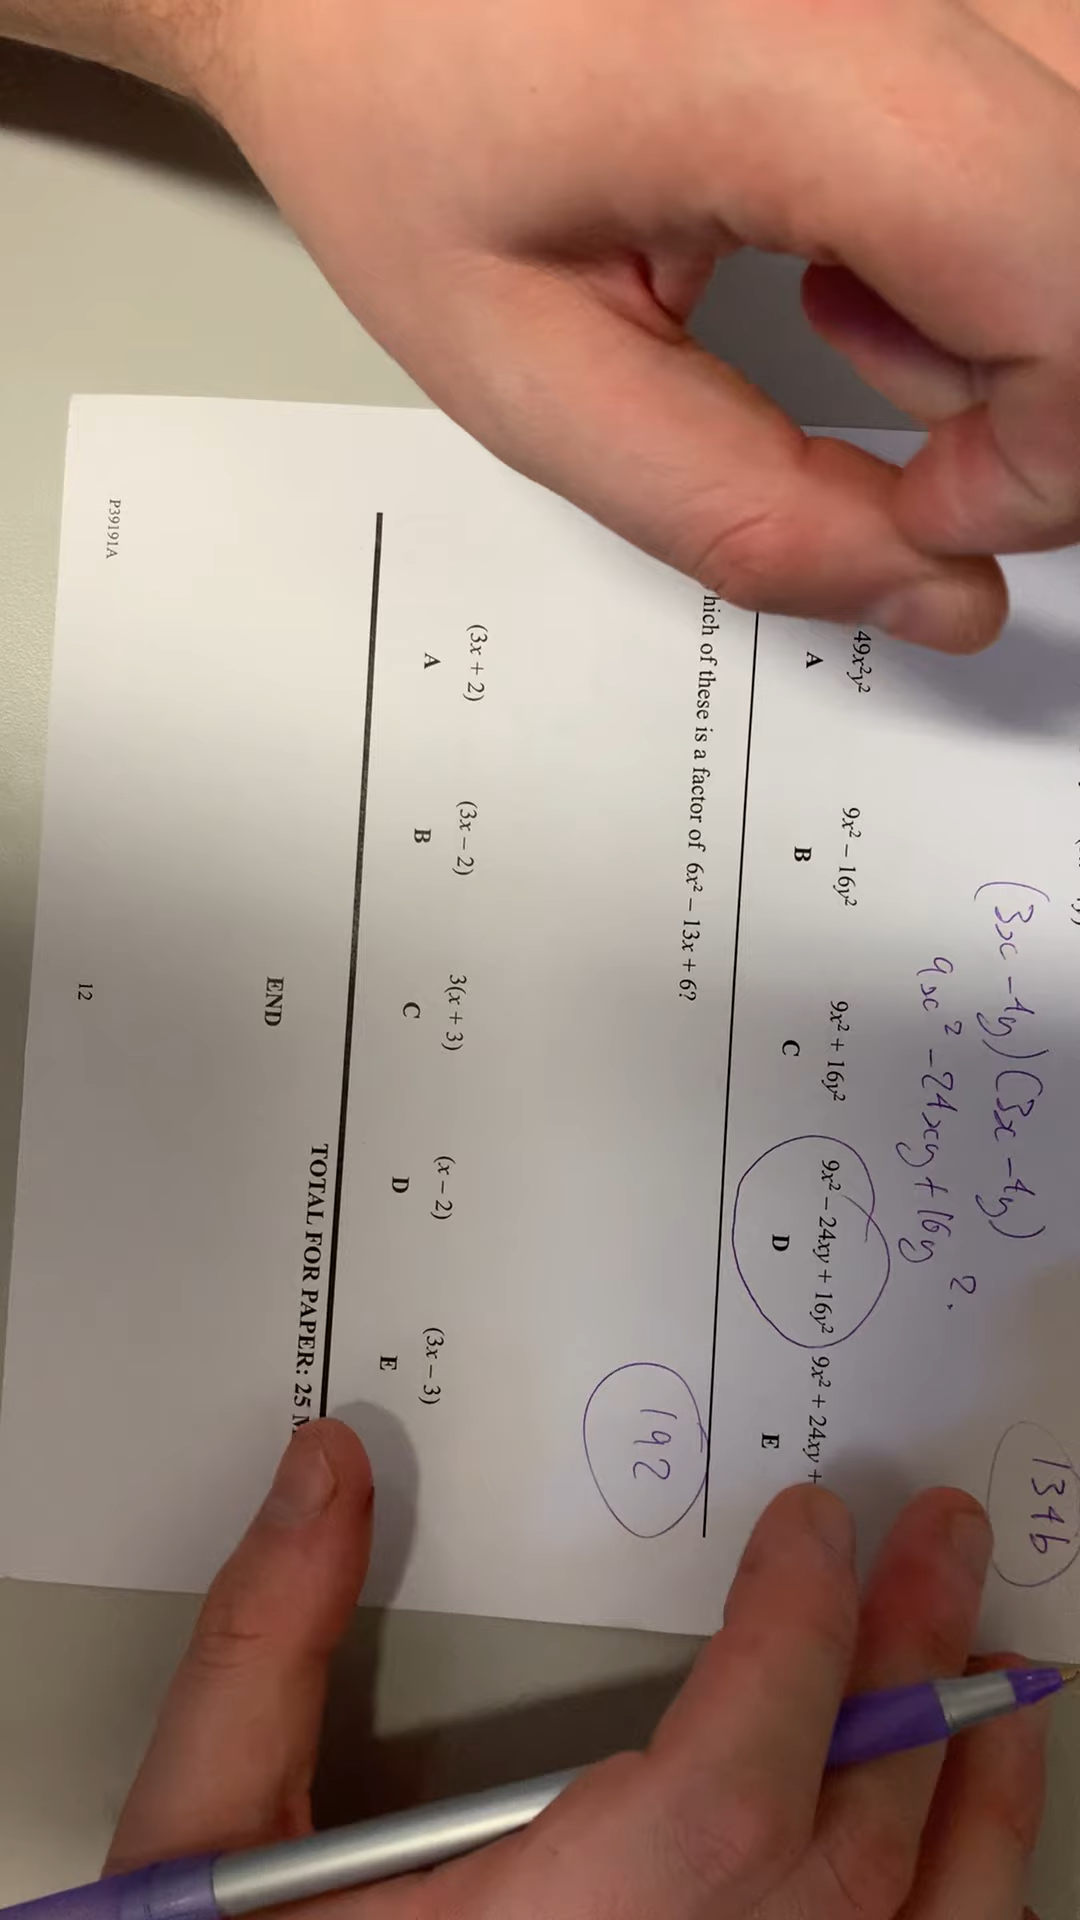 (3x - 4y)(3x - 4y)
9x² - 24xy + 16y².
134b
49x²y² 9x² – 16y² 9x² + 16y² 9x² – 24xy + 16y² 9x² + 24xy +
A B C D E
hich of these is a factor of 6x² – 13x + 6?
192
(3x + 2) (3x – 2) 3(x + 3) (x – 2) (3x – 3)
A B C D E
TOTAL FOR PAPER: 25 M
END
P39191A 12